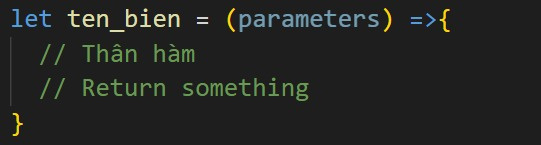 let ten_bien = (parameters) =>{
// Thân hàm
// Return something
}